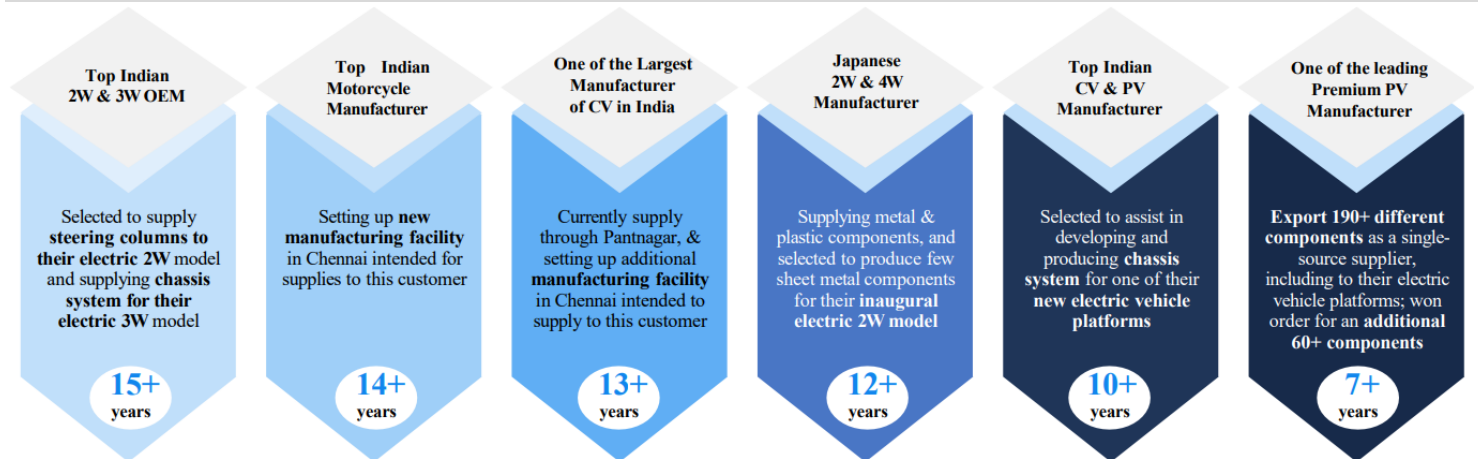 Top Indian
2W & 3W OEM
Selected to supply
steering columns to
their electric 2W model
and supplying chassis
system for their
electric 3W model
15+
years
Top Indian
Motorcycle
Manufacturer
Setting up new
manufacturing facility
in Chennai intended for
supplies to this customer
14+
years
One of the Largest
Manufacturer
of CV in India
Currently supply
through Pantnagar, &
setting up additional
manufacturing facility
in Chennai intended to
supply to this customer
13+
years
Japanese
2W & 4W
Manufacturer
Supplying metal &
plastic components, and
selected to produce few
sheet metal components
for their inaugural
electric 2W model
12+
years
Top Indian
CV & PV
Manufacturer
Selected to assist in
developing and
producing chassis
system for one of their
new electric vehicle
platforms
10+
years
One of the leading
Premium PV
Manufacturer
Export 190+ different
components as a single-
source supplier,
including to their electric
vehicle platforms; won
order for an additional
60+ components
7+
years